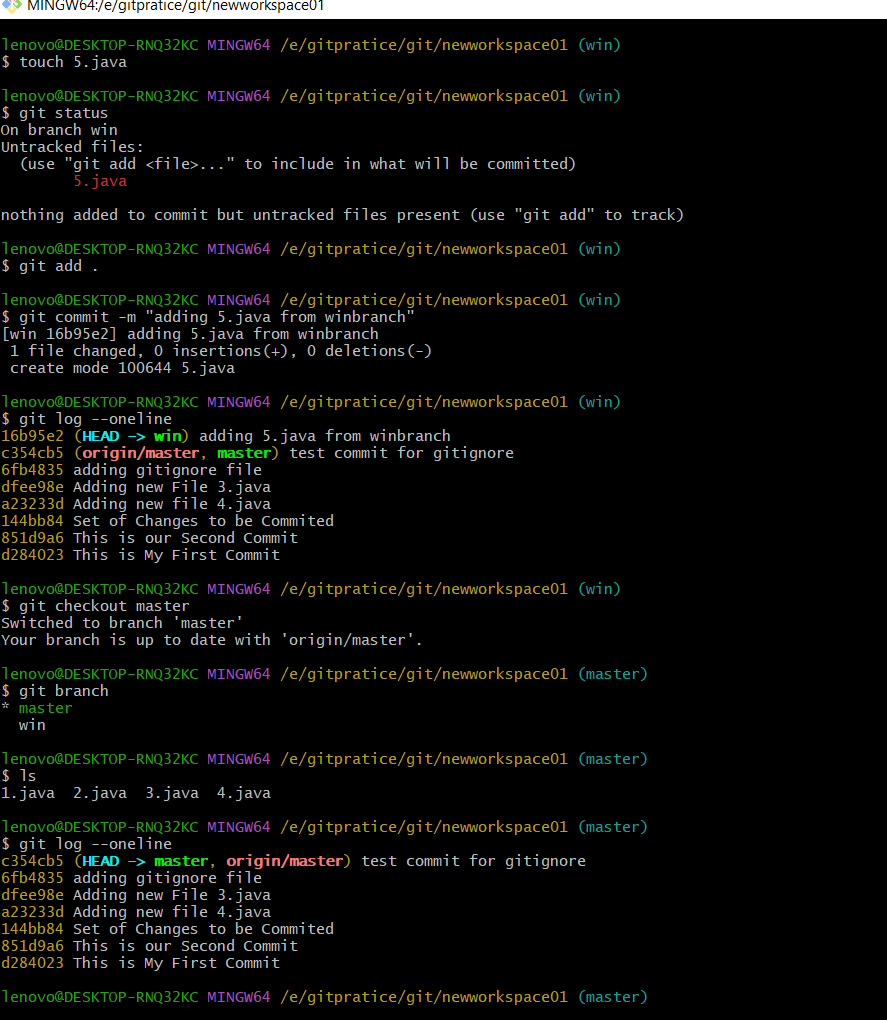 MINGW64:/e/gitpratice/git/newworkspace01
lenovo@DESKTOP-RNQ32KC MINGW64 /e/gitpratice/git/newworkspace01 (win)
$ touch 5.java
lenovo@DESKTOP-RNQ32KC MINGW64 /e/gitpratice/git/newworkspace01 (win)
$ git status
On branch win
Untracked files:
  (use "git add <file>..." to include in what will be committed)
        5.java
nothing added to commit but untracked files present (use "git add" to track)
lenovo@DESKTOP-RNQ32KC MINGW64 /e/gitpratice/git/newworkspace01 (win)
$ git add .
lenovo@DESKTOP-RNQ32KC MINGW64 /e/gitpratice/git/newworkspace01 (win)
$ git commit -m "adding 5.java from winbranch"
[win 16b95e2] adding 5.java from winbranch
 1 file changed, 0 insertions(+), 0 deletions(-)
 create mode 100644 5.java
lenovo@DESKTOP-RNQ32KC MINGW64 /e/gitpratice/git/newworkspace01 (win)
$ git log --oneline
16b95e2 (HEAD -> win) adding 5.java from winbranch
c354cb5 (origin/master, master) test commit for gitignore
6fb4835 adding gitignore file
dfee98e Adding new File 3.java
a23233d Adding new file 4.java
144bb84 Set of Changes to be Commited
851d9a6 This is our Second Commit
d284023 This is My First Commit
lenovo@DESKTOP-RNQ32KC MINGW64 /e/gitpratice/git/newworkspace01 (win)
$ git checkout master
Switched to branch 'master'
Your branch is up to date with 'origin/master'.
lenovo@DESKTOP-RNQ32KC MINGW64 /e/gitpratice/git/newworkspace01 (master)
$ git branch
* master
  win
lenovo@DESKTOP-RNQ32KC MINGW64 /e/gitpratice/git/newworkspace01 (master)
$ ls
1.java  2.java  3.java  4.java
lenovo@DESKTOP-RNQ32KC MINGW64 /e/gitpratice/git/newworkspace01 (master)
$ git log --oneline
c354cb5 (HEAD -> master, origin/master) test commit for gitignore
6fb4835 adding gitignore file
dfee98e Adding new File 3.java
a23233d Adding new file 4.java
144bb84 Set of Changes to be Commited
851d9a6 This is our Second Commit
d284023 This is My First Commit
lenovo@DESKTOP-RNQ32KC MINGW64 /e/gitpratice/git/newworkspace01 (master)